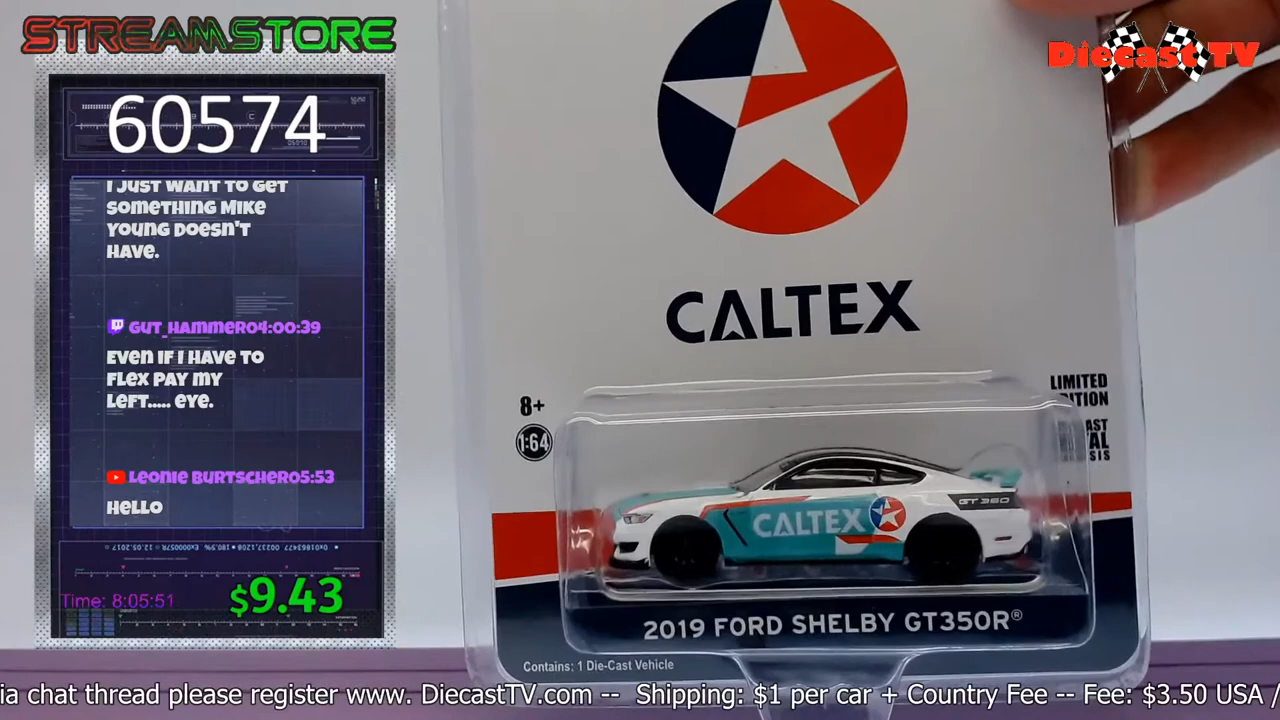 STREAMSTORE
60574
I just want to get
something Mike
Young doesn't
have.
Gut_Hammer04:00:39
Even if I have to
flex pay my
left..... eye.
Leonie Burtscher05:53
Hello
Time: 8:05:51
$9.43
Diecast TV
CALTEX
8+
1:64
LIMITED
CALTEX
GT 350
2019 FORD SHELBY GT350R®
Contains: 1 Die-Cast Vehicle
ia chat thread please register www. DiecastTV.com -- Shipping: $1 per car + Country Fee -- Fee: $3.50 USA /